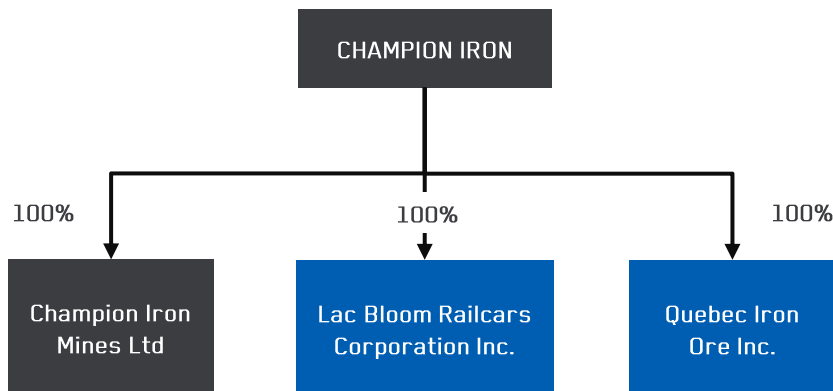 CHAMPION IRON
100%
100%
100%
Champion Iron
Mines Ltd
Lac Bloom Railcars
Corporation Inc.
Quebec Iron
Ore Inc.